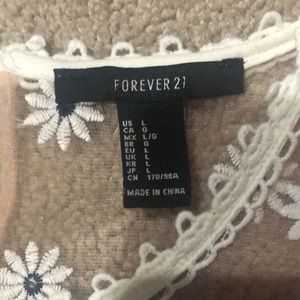 FOREVER 21
US L
CA G
MX L/G
BR G
EU L
UK L
KR L
JP L
CN 170/98A
MADE IN CHINA